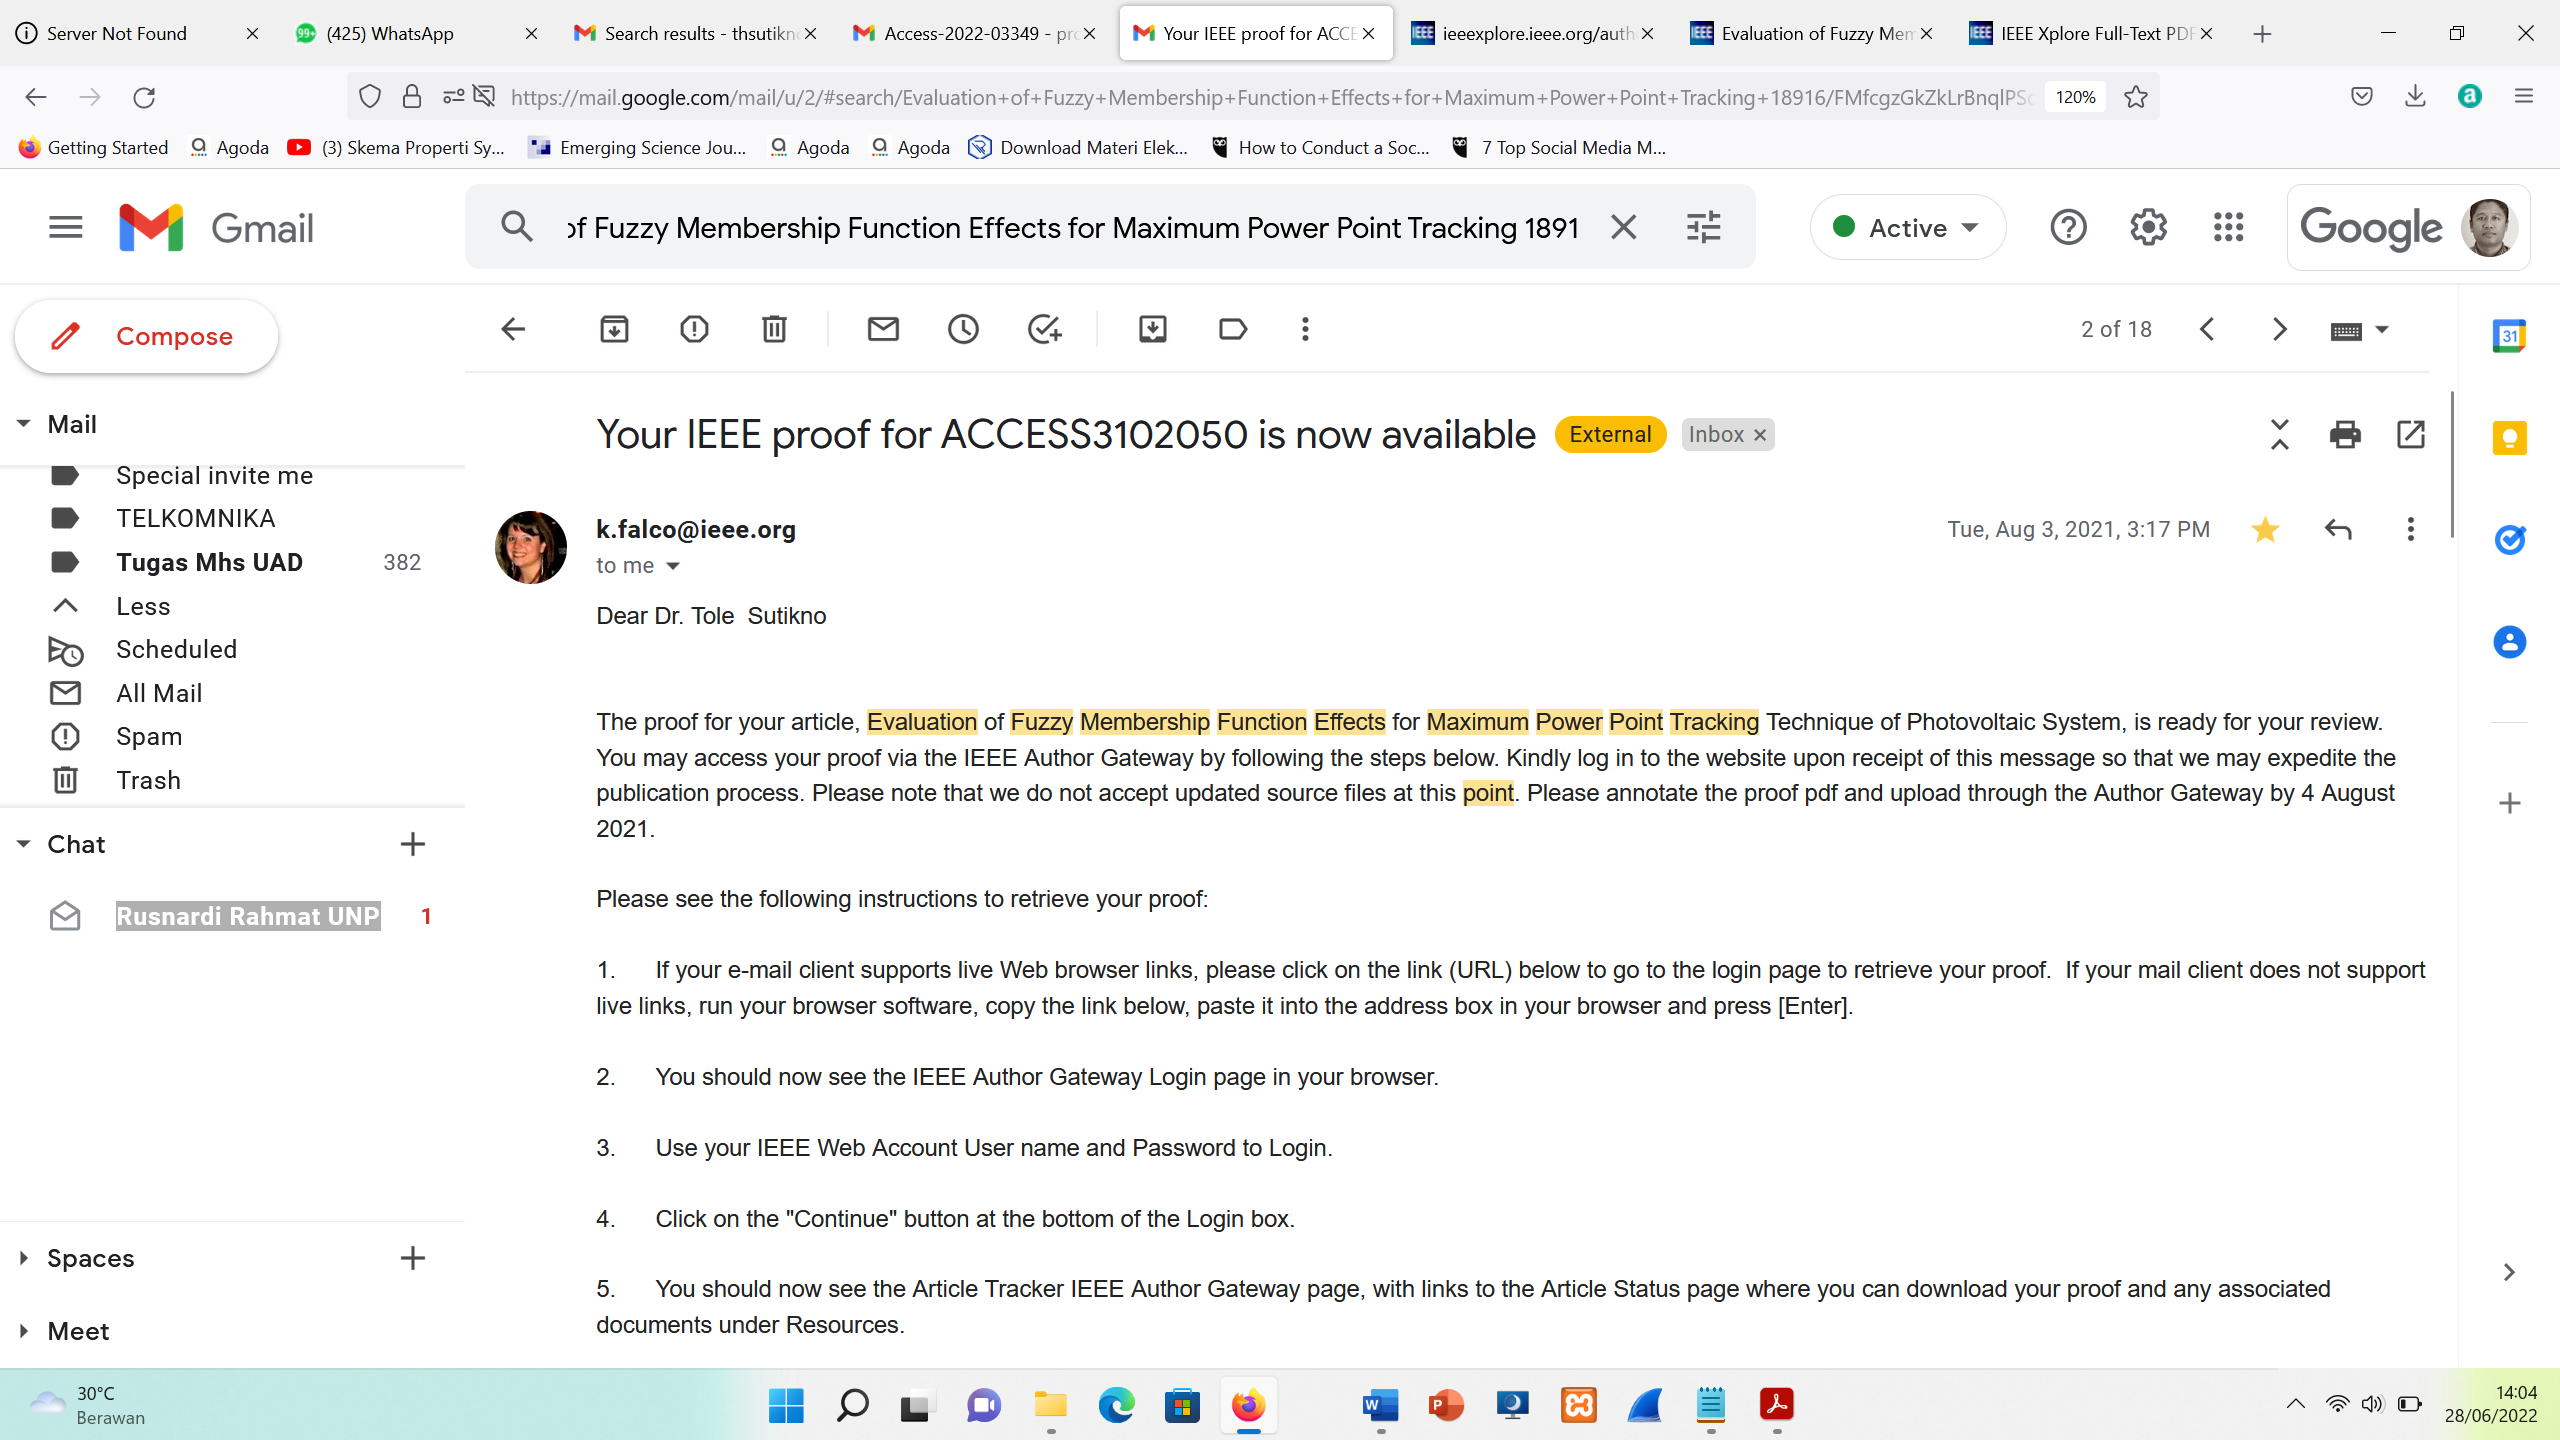 Server Not Found
(425) WhatsApp
Search results - thsutikn
Access-2022-03349 - pr
Your IEEE proof for ACCE
ieeexplore.ieee.org/auth
Evaluation of Fuzzy Mem
IEEE Xplore Full-Text PDF
https://mail.google.com/mail/u/2/#search/Evaluation+of+Fuzzy+Membership+Function+Effects+for+Maximum+Power+Point+Tracking+18916/FMfcgzGkZkLrBnqlPS
120%
Getting Started
Agoda
(3) Skema Properti Sy...
Emerging Science Jou...
Agoda
Agoda
Download Materi Elek...
How to Conduct a Soc...
7 Top Social Media M...
Gmail
of Fuzzy Membership Function Effects for Maximum Power Point Tracking 1891
Active
Google
Compose
2 of 18
Mail
Special invite me
TELKOMNIKA
Tugas Mhs UAD 382
Less
Scheduled
All Mail
Spam
Trash
Chat
Rusnardi Rahmat UNP 1
Spaces
Meet
Your IEEE proof for ACCESS3102050 is now available External Inbox
k.falco@ieee.org
Tue, Aug 3, 2021, 3:17 PM
to me
Dear Dr. Tole  Sutikno
The proof for your article, Evaluation of Fuzzy Membership Function Effects for Maximum Power Point Tracking Technique of Photovoltaic System, is ready for your review.
You may access your proof via the IEEE Author Gateway by following the steps below. Kindly log in to the website upon receipt of this message so that we may expedite the
publication process. Please note that we do not accept updated source files at this point. Please annotate the proof pdf and upload through the Author Gateway by 4 August
2021.
Please see the following instructions to retrieve your proof:
1. If your e-mail client supports live Web browser links, please click on the link (URL) below to go to the login page to retrieve your proof.  If your mail client does not support
live links, run your browser software, copy the link below, paste it into the address box in your browser and press [Enter].
2. You should now see the IEEE Author Gateway Login page in your browser.
3. Use your IEEE Web Account User name and Password to Login.
4. Click on the "Continue" button at the bottom of the Login box.
5. You should now see the Article Tracker IEEE Author Gateway page, with links to the Article Status page where you can download your proof and any associated
documents under Resources.
31
30°C
Berawan
14:04
28/06/2022